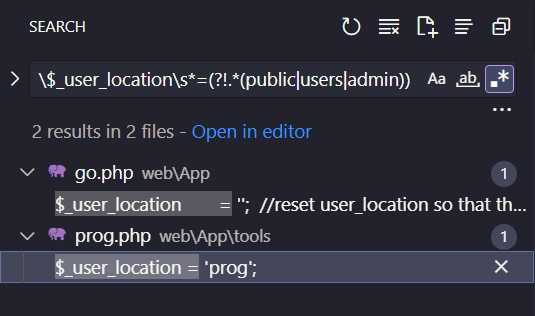 SEARCH
\$_user_location\s*=(?!.*(public|users|admin)) Aa ab .*
...
2 results in 2 files - Open in editor
go.php web\App 1
$_user_location = ''; //reset user_location so that th...
prog.php web\App\tools 1
$_user_location = 'prog';